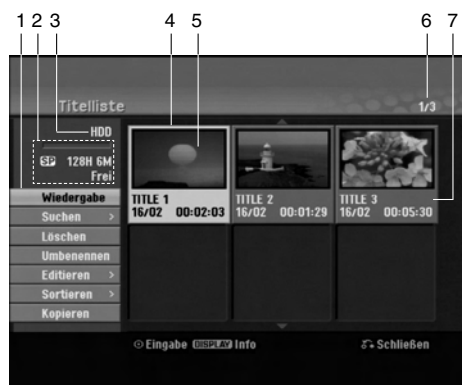 1 2 3 4 5 6 7
Titelliste
1/3
HDD
SP 128H 6M
Frei
Wiedergabe
Suchen >
Löschen
Umbenennen
Editieren >
Sortieren >
Kopieren
TITLE 1
16/02 00:02:03
TITLE 2
16/02 00:01:29
TITLE 3
16/02 00:05:30
Eingabe DISPLAY Info
Schließen